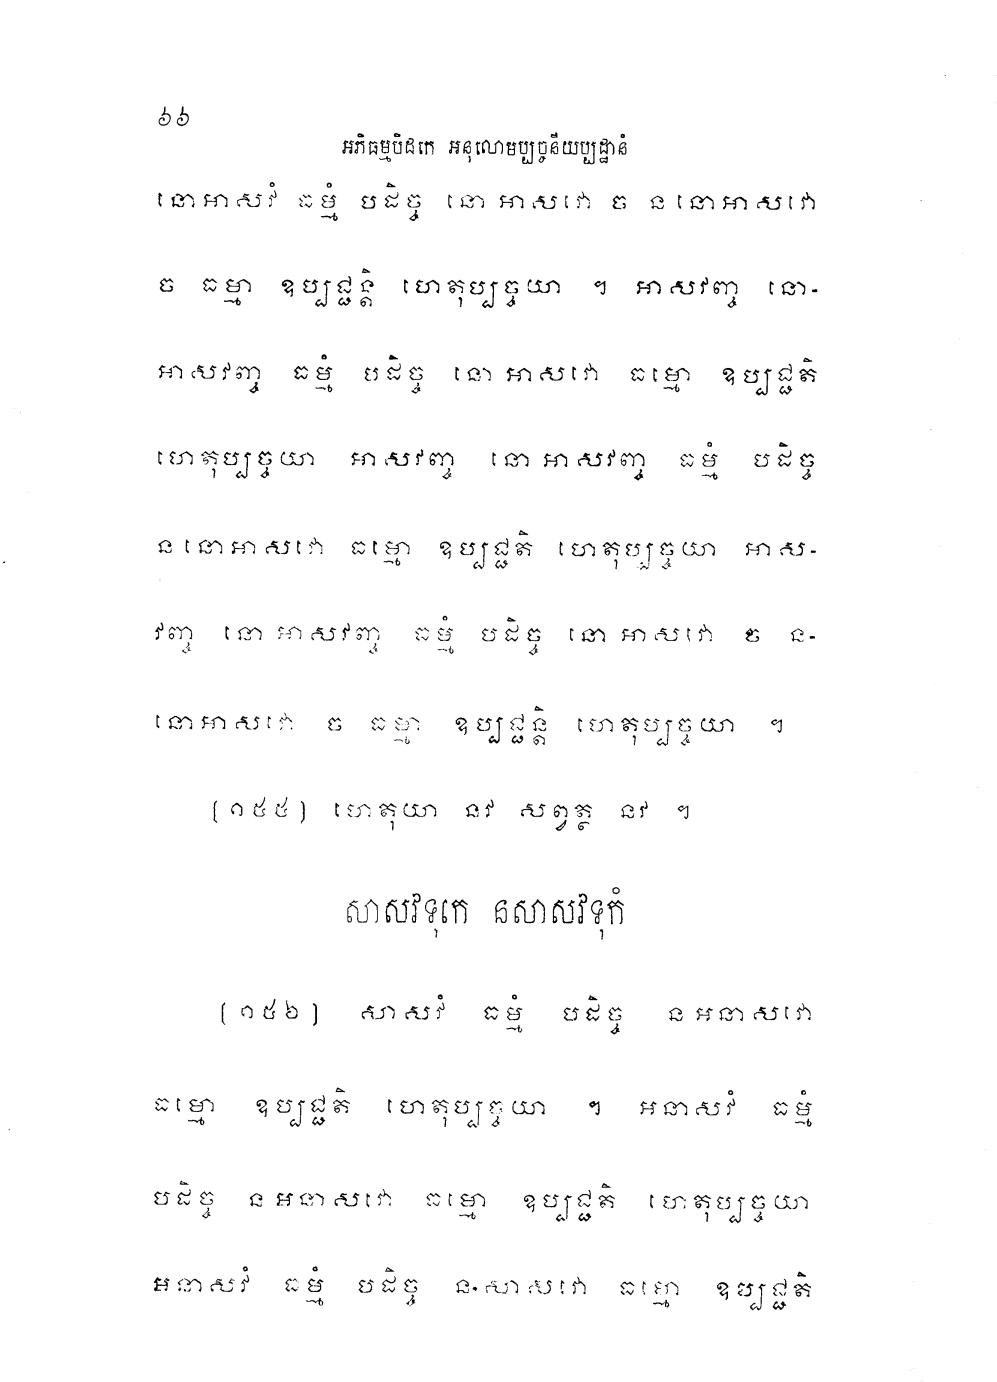 ៦៦
អភិធម្មបិដកេ អនុលោមប្បច្ចនីយប្បដ្ឋានំ
នោអាសវំ ធម្មំ បដិច្ច នោអាសវោ ច ននោអាសវោ
ច ធម្មា ឧប្បជ្ជន្តិ ហេតុប្បច្ចយា ។ អាសវញ្ច នោ-
អាសវញ្ច ធម្មំ បដិច្ច នោអាសវោ ធម្មោ ឧប្បជ្ជតិ
ហេតុប្បច្ចយា អាសវញ្ច នោអាសវញ្ច ធម្មំ បដិច្ច
ននោអាសវោ ធម្មោ ឧប្បជ្ជតិ ហេតុប្បច្ចយា អាស-
វញ្ច នោអាសវញ្ច ធម្មំ បដិច្ច នោអាសវោ ច ន-
នោអាសវោ ច ធម្មា ឧប្បជ្ជន្តិ ហេតុប្បច្ចយា ។
(១៥៥) ហេតុយា នវ សព្វត្ថ នវ ។
សាសវទុកេ នសាសវទុកំ
(១៥៦) សាសវំ ធម្មំ បដិច្ច នអនាសវោ
ធម្មោ ឧប្បជ្ជតិ ហេតុប្បច្ចយា ។ អនាសវំ ធម្មំ
បដិច្ច នអនាសវោ ធម្មោ ឧប្បជ្ជតិ ហេតុប្បច្ចយា
អនាសវំ ធម្មំ បដិច្ច ន.សាសវោ ធម្មោ ឧប្បជ្ជតិ